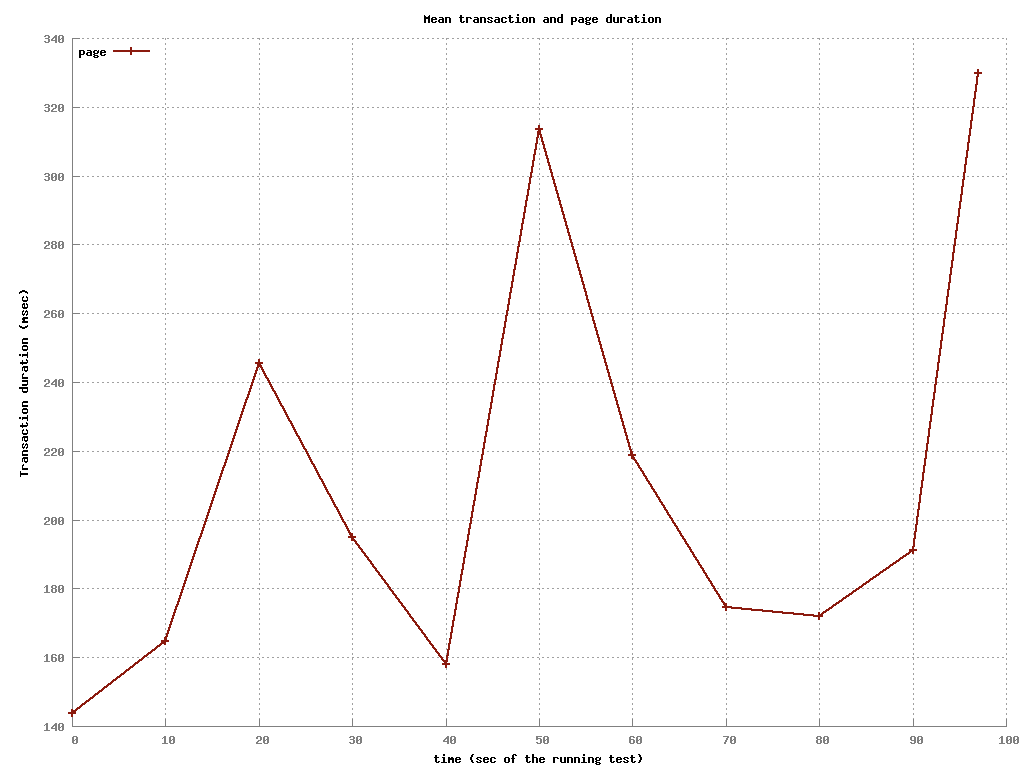 Mean transaction and page duration
page
340
320
300
280
260
240
220
200
180
160
140
Transaction duration (msec)
0 10 20 30 40 50 60 70 80 90 100
time (sec of the running test)